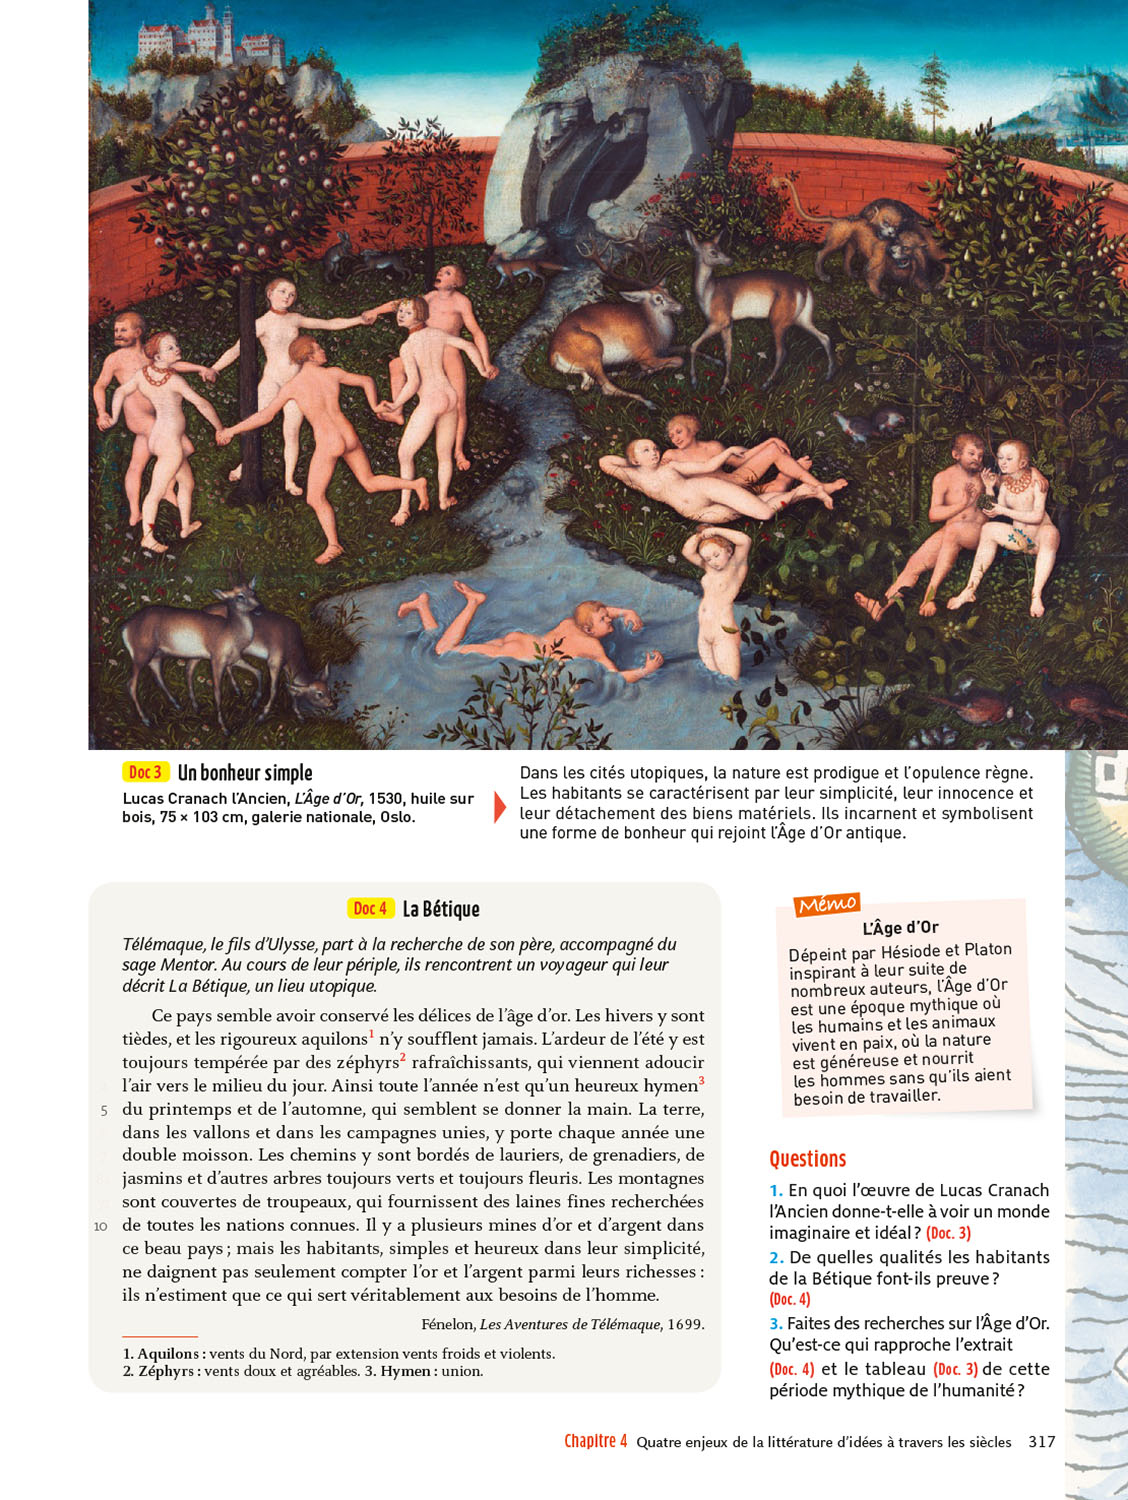 Doc 3 Un bonheur simple
Lucas Cranach l'Ancien, L'Âge d'Or, 1530, huile sur
bois, 75 × 103 cm, galerie nationale, Oslo.
Dans les cités utopiques, la nature est prodigue et l'opulence règne.
Les habitants se caractérisent par leur simplicité, leur innocence et
leur détachement des biens matériels. Ils incarnent et symbolisent
une forme de bonheur qui rejoint l'Âge d'Or antique.
Doc 4 La Bétique
Télémaque, le fils d'Ulysse, part à la recherche de son père, accompagné du
sage Mentor. Au cours de leur périple, ils rencontrent un voyageur qui leur
décrit La Bétique, un lieu utopique.
Ce pays semble avoir conservé les délices de l'âge d'or. Les hivers y sont
tièdes, et les rigoureux aquilons1 n'y soufflent jamais. L'ardeur de l'été y est
toujours tempérée par des zéphyrs2 rafraîchissants, qui viennent adoucir
l'air vers le milieu du jour. Ainsi toute l'année n'est qu'un heureux hymen3
5 du printemps et de l'automne, qui semblent se donner la main. La terre,
dans les vallons et dans les campagnes unies, y porte chaque année une
double moisson. Les chemins y sont bordés de lauriers, de grenadiers, de
jasmins et d'autres arbres toujours verts et toujours fleuris. Les montagnes
sont couvertes de troupeaux, qui fournissent des laines fines recherchées
10 de toutes les nations connues. Il y a plusieurs mines d'or et d'argent dans
ce beau pays ; mais les habitants, simples et heureux dans leur simplicité,
ne daignent pas seulement compter l'or et l'argent parmi leurs richesses :
ils n'estiment que ce qui sert véritablement aux besoins de l'homme.
Fénelon, Les Aventures de Télémaque, 1699.
1. Aquilons : vents du Nord, par extension vents froids et violents.
2. Zéphyrs : vents doux et agréables. 3. Hymen : union.
Mémo
L'Âge d'Or
Dépeint par Hésiode et Platon
inspirant à leur suite de
nombreux auteurs, l'Âge d'Or
est une époque mythique où
les humains et les animaux
vivent en paix, où la nature
est généreuse et nourrit
les hommes sans qu'ils aient
besoin de travailler.
Questions
1. En quoi l'œuvre de Lucas Cranach
l'Ancien donne-t-elle à voir un monde
imaginaire et idéal ? (Doc. 3)
2. De quelles qualités les habitants
de la Bétique font-ils preuve ?
(Doc. 4)
3. Faites des recherches sur l'Âge d'Or.
Qu'est-ce qui rapproche l'extrait
(Doc. 4) et le tableau (Doc. 3) de cette
période mythique de l'humanité ?
Chapitre 4 Quatre enjeux de la littérature d'idées à travers les siècles 317